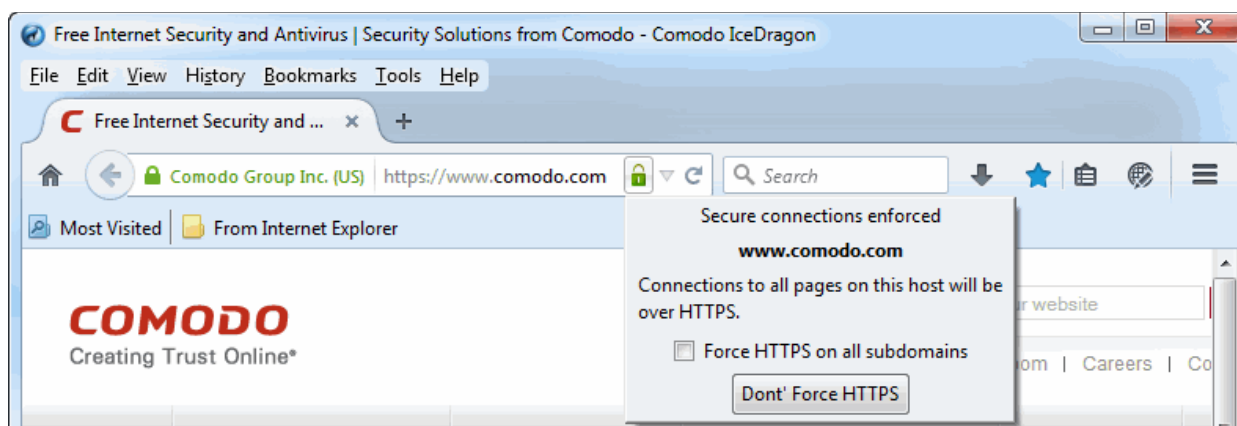 Free Internet Security and Antivirus | Security Solutions from Comodo - Comodo IceDragon
File Edit View History Bookmarks Tools Help
C Free Internet Security and ... × +
Comodo Group Inc. (US) https://www.comodo.com Search
Most Visited From Internet Explorer
Secure connections enforced
www.comodo.com
Connections to all pages on this host will be
over HTTPS.
Force HTTPS on all subdomains
Dont' Force HTTPS
COMODO
Creating Trust Online®
website
om | Careers | Co